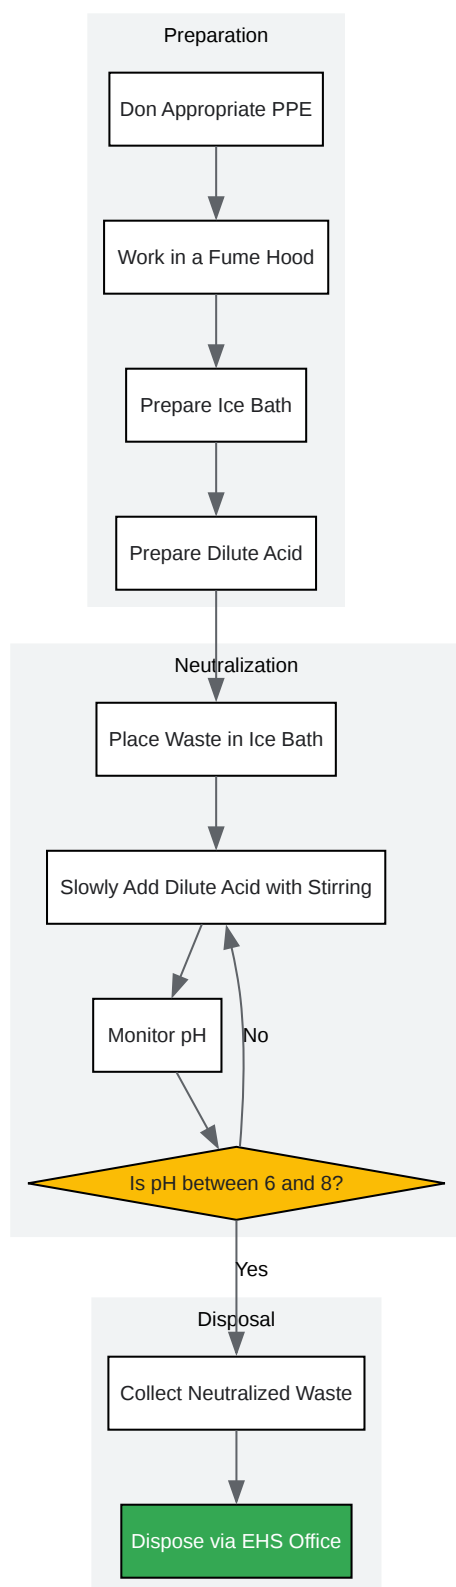 Preparation
Don Appropriate PPE
Work in a Fume Hood
Prepare Ice Bath
Prepare Dilute Acid
Neutralization
Place Waste in Ice Bath
Slowly Add Dilute Acid with Stirring
Monitor pH
No
Is pH between 6 and 8?
Yes
Disposal
Collect Neutralized Waste
Dispose via EHS Office